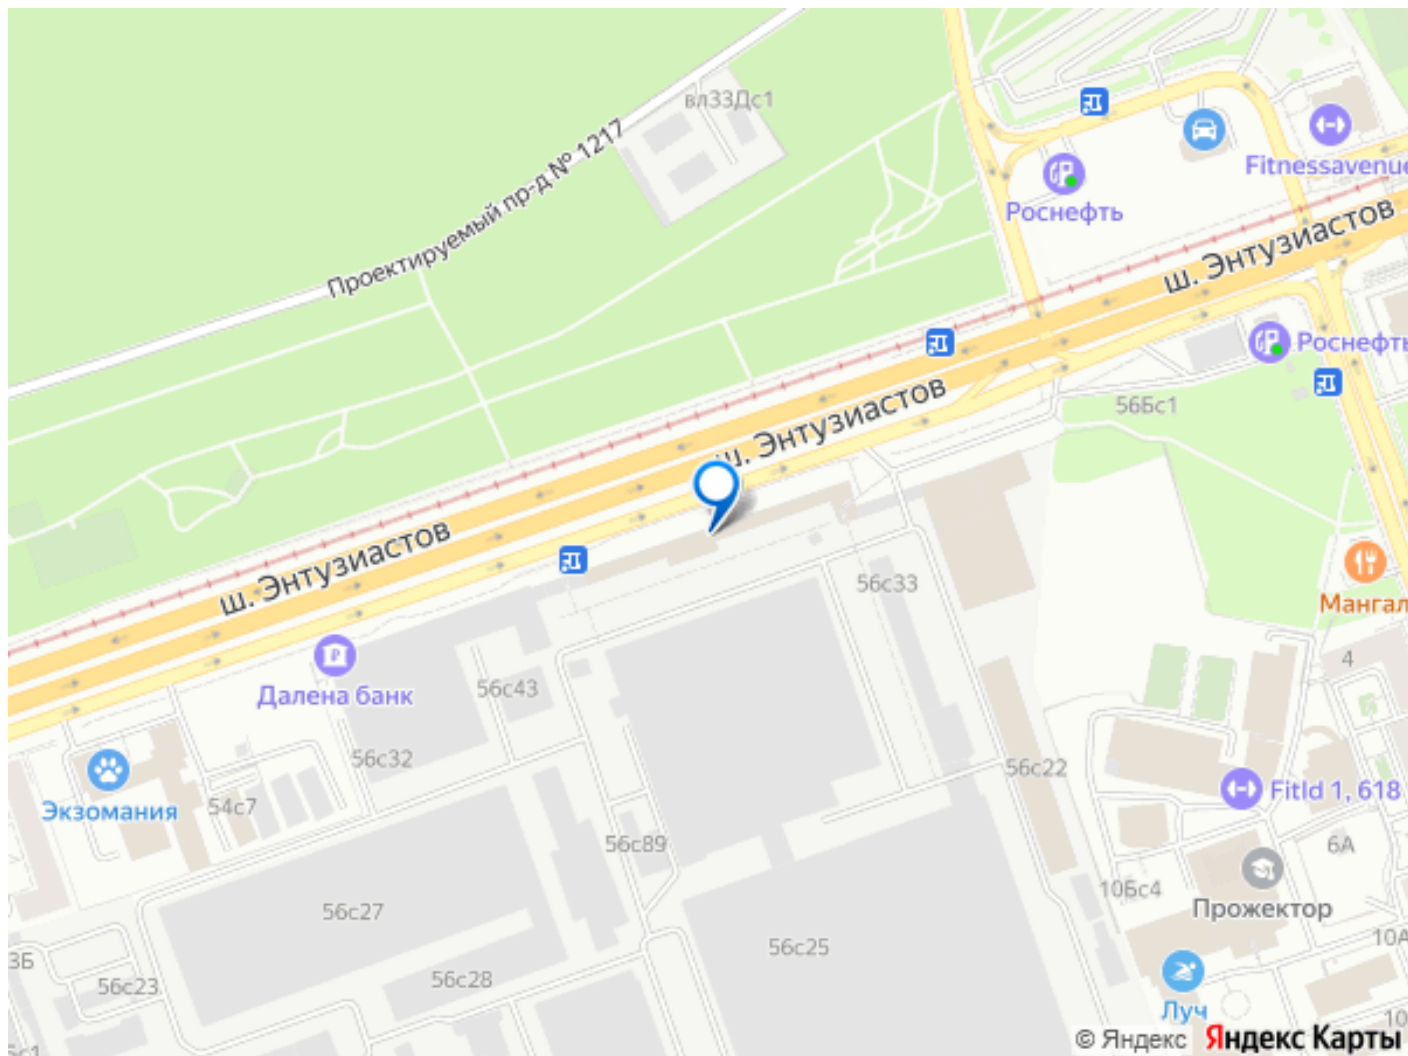 вл33Дс1
Проектируемый пр-д № 1217
Fitnessavenue
Роснефть
ш. Энтузиастов
Роснефть
56Бс1
ш. Энтузиастов
ш. Энтузиастов
Мангал
56с33
4
Далена банк
56с43
56с32
56с22
FitId 1, 618
Экзомания
54с7
56с89
6А
10Бс4
Прожектор
56с27
56с25
10А
3Б
56с23
56с28
Луч
10
5с1
© Яндекс Яндекс Карты